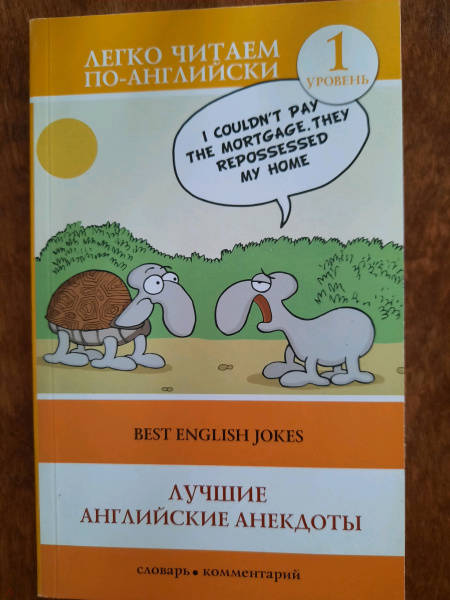 ЛЕГКО ЧИТАЕМ
ПО-АНГЛИЙСКИ
1
УРОВЕНЬ
I COULDN'T PAY
THE MORTGAGE. THEY
REPOSSESSED
MY HOME
BEST ENGLISH JOKES
ЛУЧШИЕ
АНГЛИЙСКИЕ АНЕКДОТЫ
словарь • комментарий